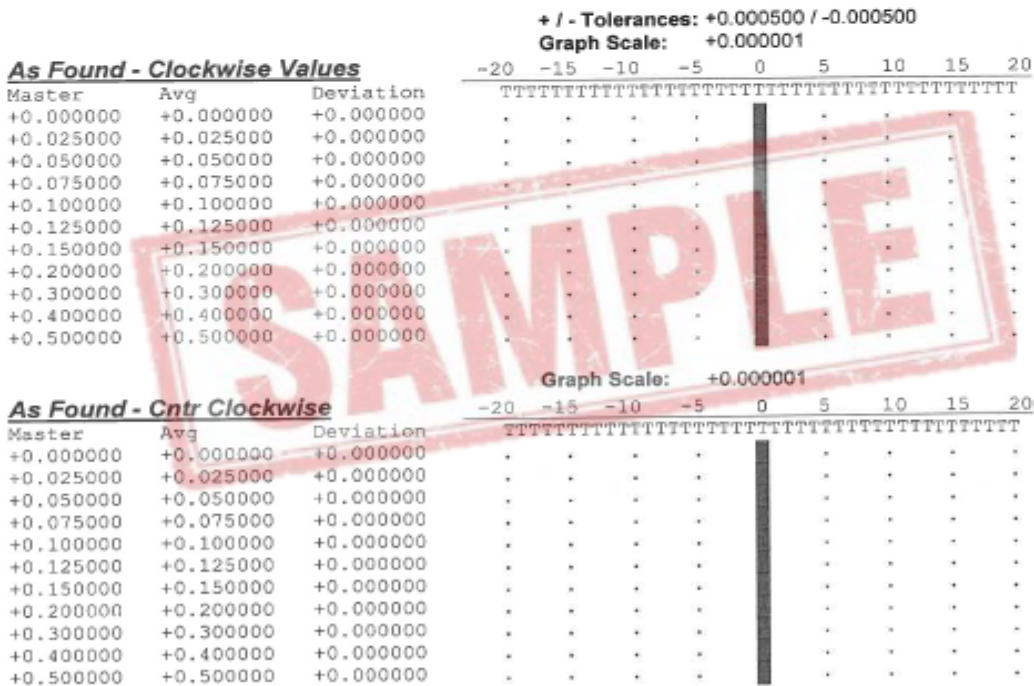 + / - Tolerances: +0.000500 / -0.000500
Graph Scale: +0.000001
As Found - Clockwise Values -20 -15 -10 -5 0 5 10 15 20
Master Avg Deviation TTTTTTTTTTTTTTTTTTTTTTTTTTTTTTTTTTTTTTTTT
+0.000000 +0.000000 +0.000000
+0.025000 +0.025000 +0.000000
+0.050000 +0.050000 +0.000000
+0.075000 +0.075000 +0.000000
+0.100000 +0.100000 +0.000000
+0.125000 +0.125000 +0.000000
+0.150000 +0.150000 +0.000000
+0.200000 +0.200000 +0.000000
+0.300000 +0.300000 +0.000000
+0.400000 +0.400000 +0.000000
+0.500000 +0.500000 +0.000000
SAMPLE
Graph Scale: +0.000001
As Found - Cntr Clockwise -20 -15 -10 -5 0 5 10 15 20
Master Avg Deviation TTTTTTTTTTTTTTTTTTTTTTTTTTTTTTTTTTTTTTTTT
+0.000000 +0.000000 +0.000000
+0.025000 +0.025000 +0.000000
+0.050000 +0.050000 +0.000000
+0.075000 +0.075000 +0.000000
+0.100000 +0.100000 +0.000000
+0.125000 +0.125000 +0.000000
+0.150000 +0.150000 +0.000000
+0.200000 +0.200000 +0.000000
+0.300000 +0.300000 +0.000000
+0.400000 +0.400000 +0.000000
+0.500000 +0.500000 +0.000000